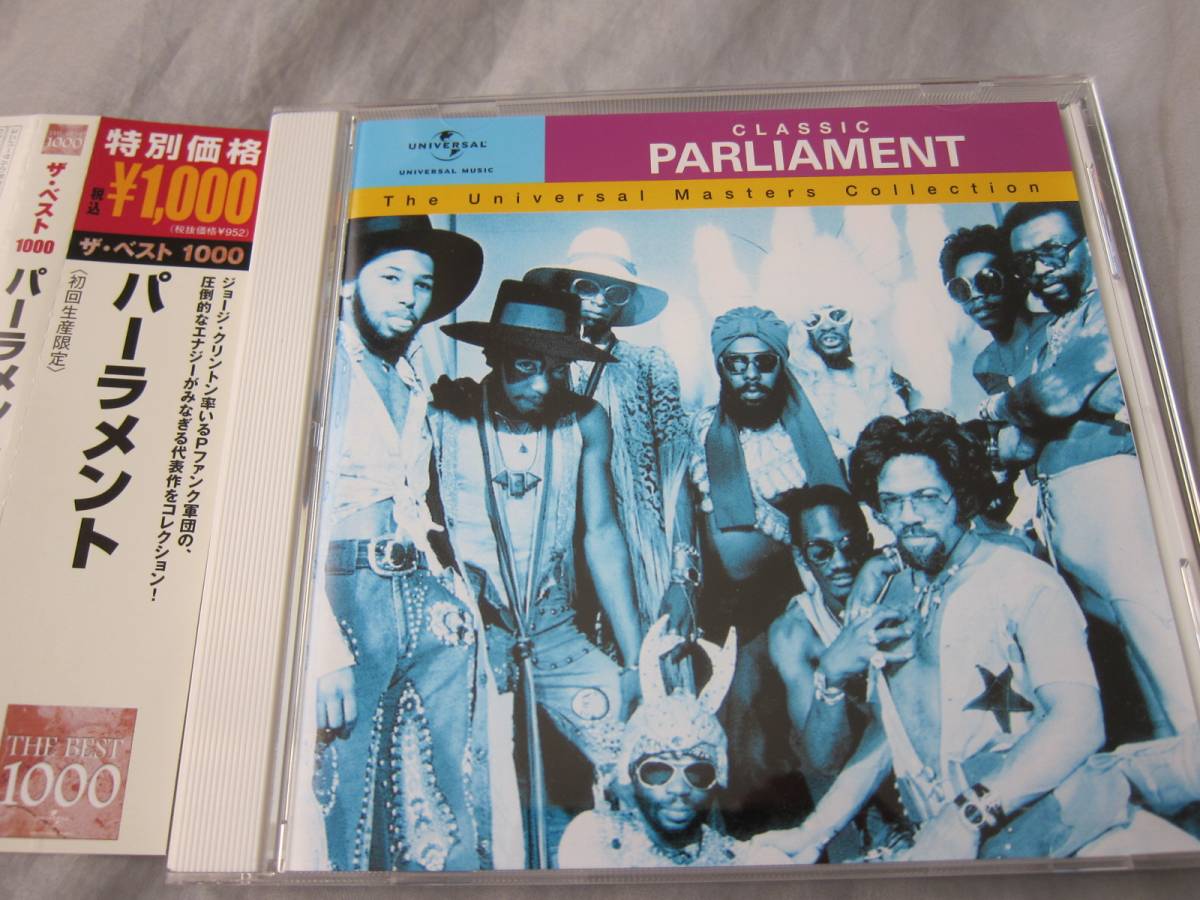 THE BEST
1000
ザ・ベスト 1000
パーラメン
特別価格
税込
¥1,000
(税抜価格¥952)
ザ・ベスト 1000
ジョージ・クリントン率いるPファンク軍団の、
圧倒的なエナジーがみなぎる代表作をコレクション!
パーラメント
〈初回生産限定〉
THE BEST
1000
UNIVERSAL
UNIVERSAL MUSIC
CLASSIC
PARLIAMENT
The Universal Masters Collection